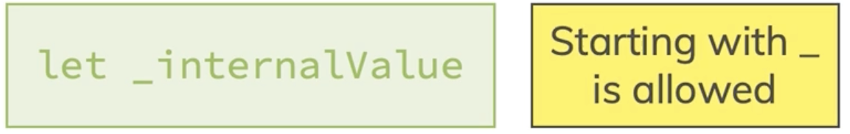 let _internalValue
Starting with _
is allowed